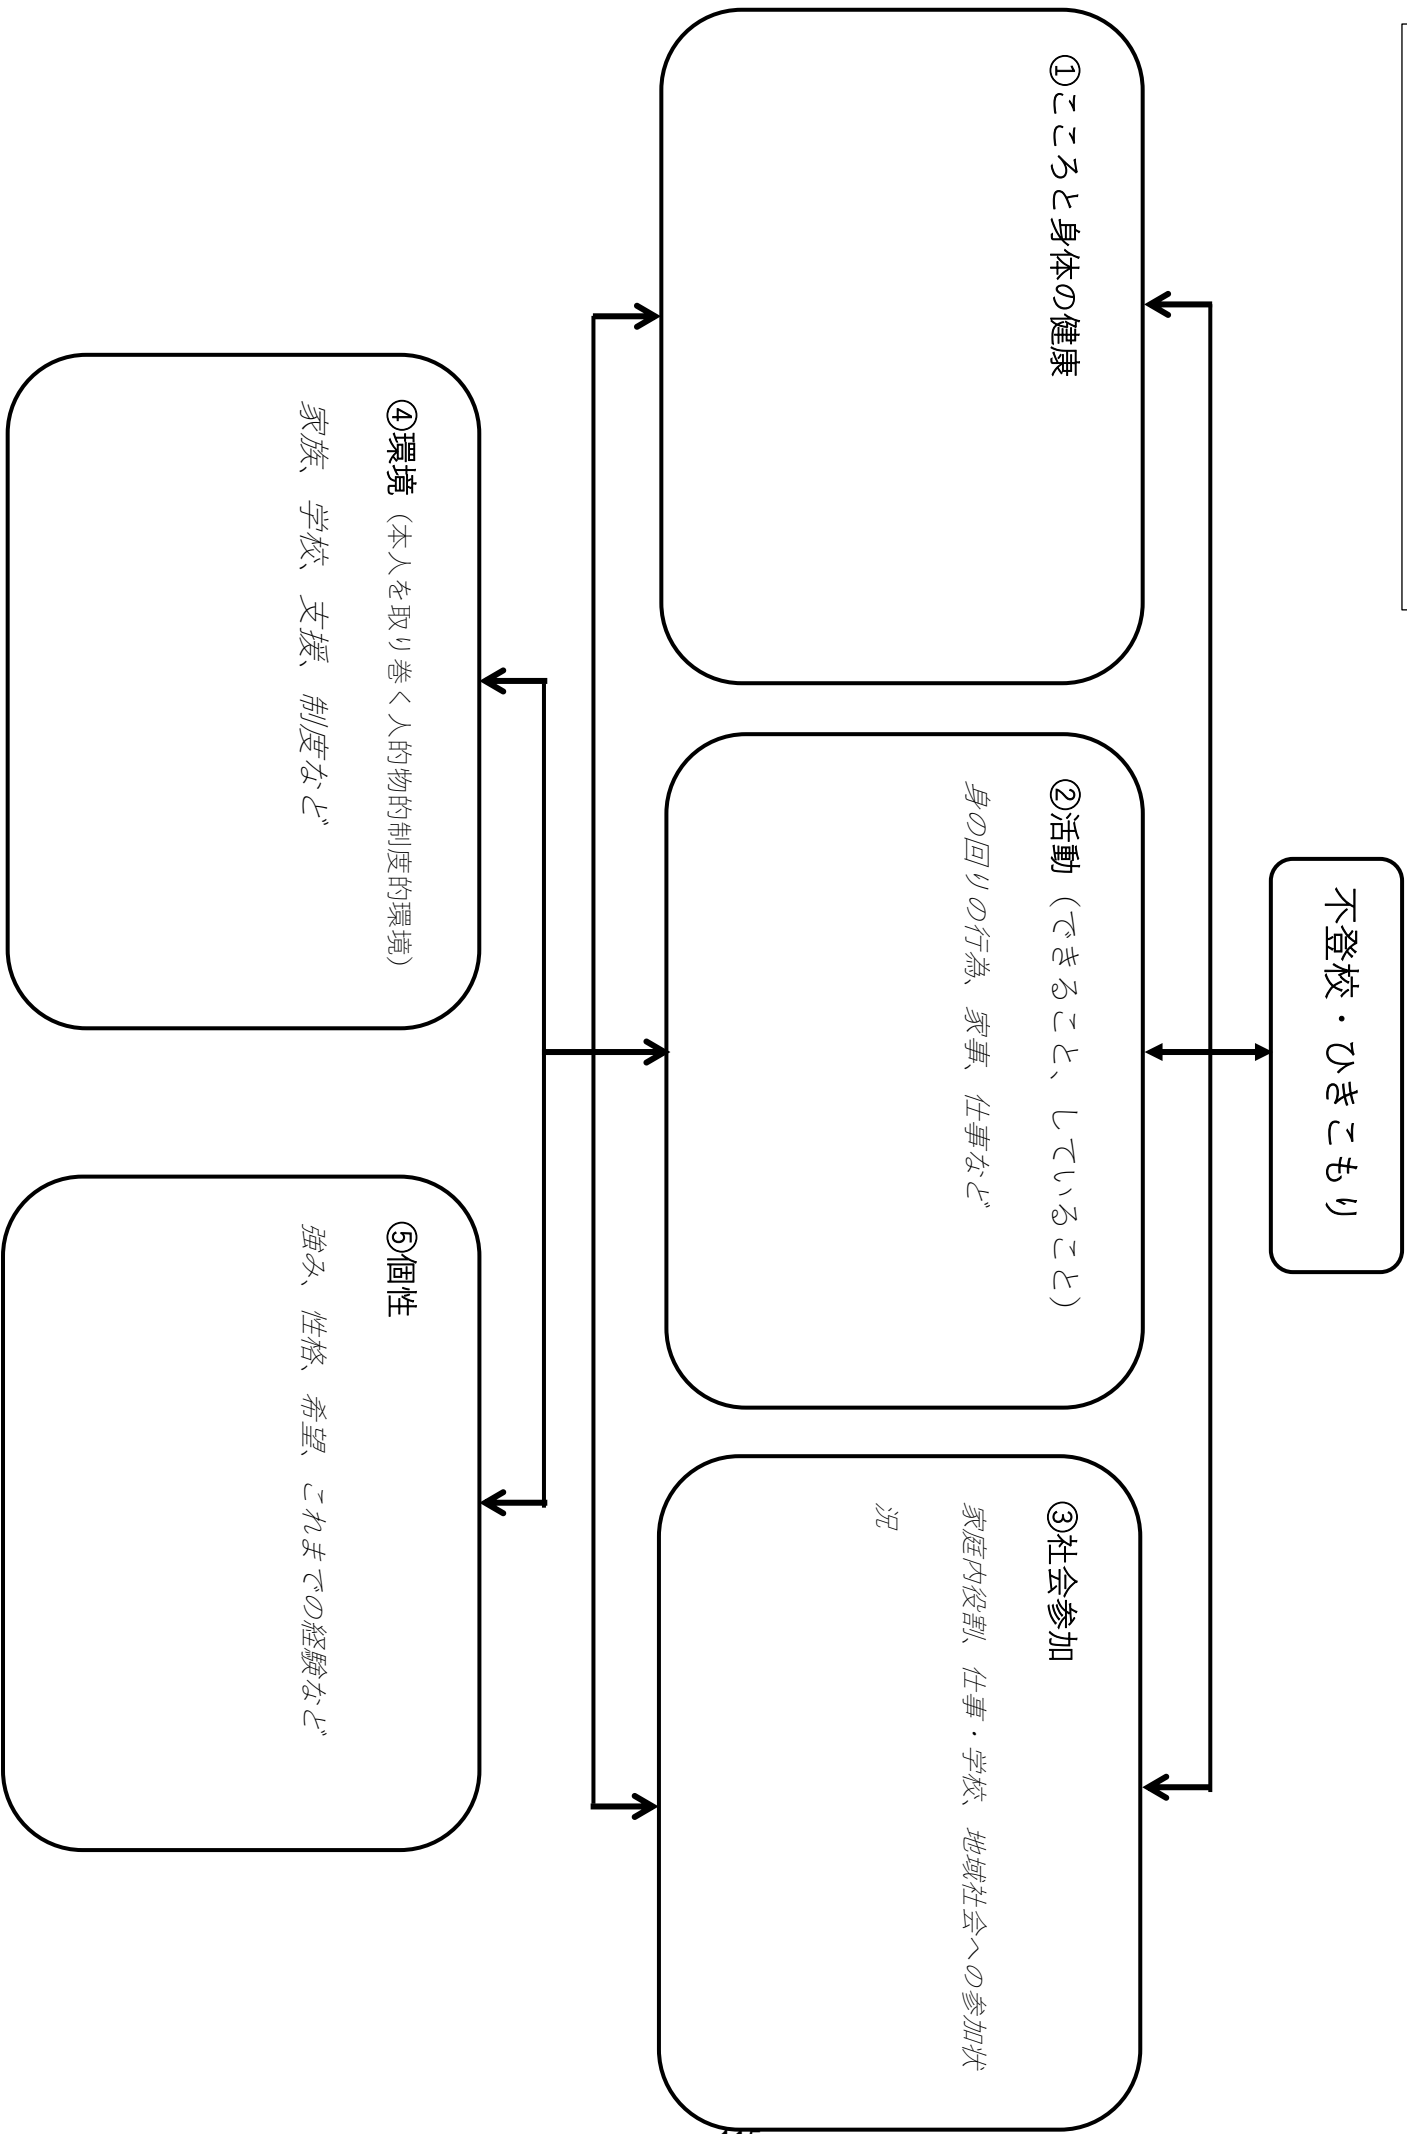 不登校・ひきこもり
①こころと身体の健康
②活動（できること、していること）
身の回りの行為、家事、仕事など
③社会参加
家庭内役割、仕事・学校、地域社会への参加状
況
④環境（本人を取り巻く人的物的制度的環境）
家族、学校、支援、制度など
⑤個性
強み、性格、希望、これまでの経験など